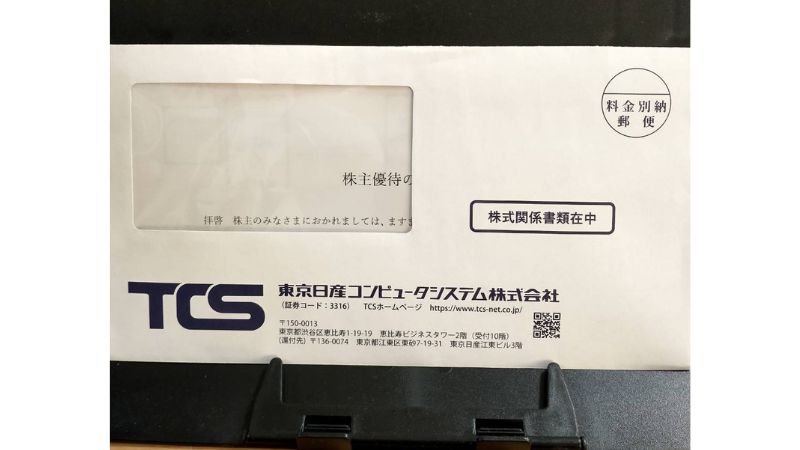 料金別納
郵便
株主優待の
拝啓 株主のみなさまにおかれましては、ますま
株式関係書類在中
TCS 東京日産コンピュータシステム株式会社
(証券コード:3316) TCSホームページ https://www.tcs-net.co.jp/
〒150-0013
東京都渋谷区恵比寿1-19-19 恵比寿ビジネスタワー2階(受付10階)
(還付先)〒136-0074 東京都江東区東砂7-19-31 東京日産江東ビル3階